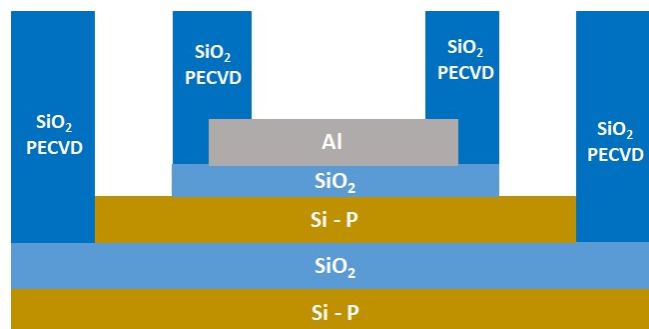 SiO₂
PECVD
SiO₂
PECVD
SiO₂
PECVD
SiO₂
PECVD
Al
SiO₂
Si - P
SiO₂
Si - P